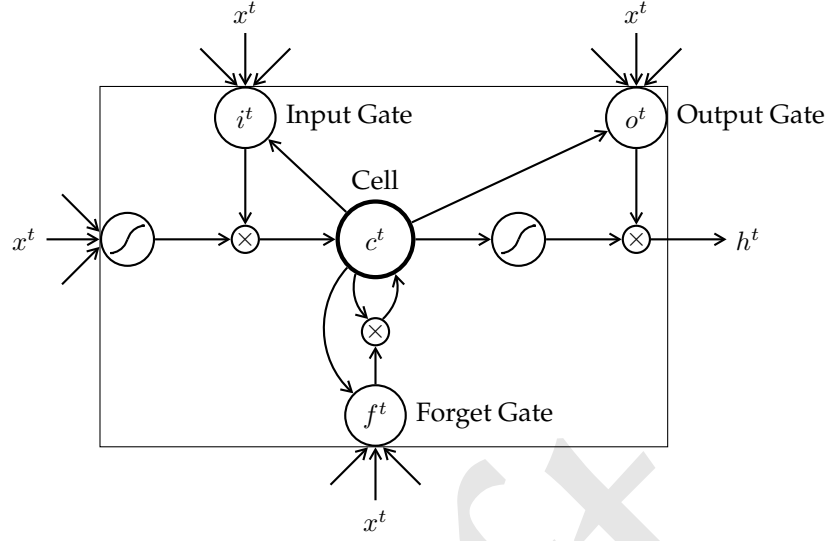 x^t x^t
i^t Input Gate o^t Output Gate
Cell
x^t × c^t × h^t
×
f^t Forget Gate
x^t